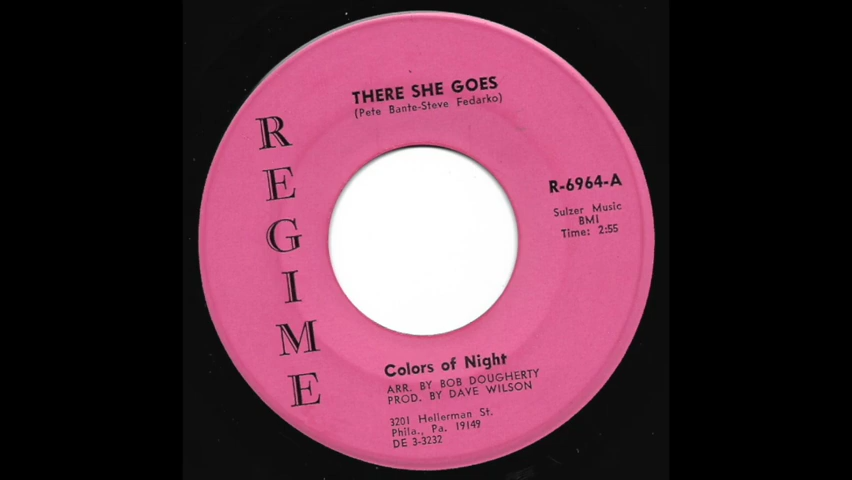 THERE SHE GOES
(Pete Bante-Steve Fedarko)
REGIME
R-6964-A
Sulzer Music
BMI
Time: 2:55
Colors of Night
ARR. BY BOB DOUGHERTY
PROD. BY DAVE WILSON
3201 Hellerman St.
Phila., Pa. 19149
DE 3-3232